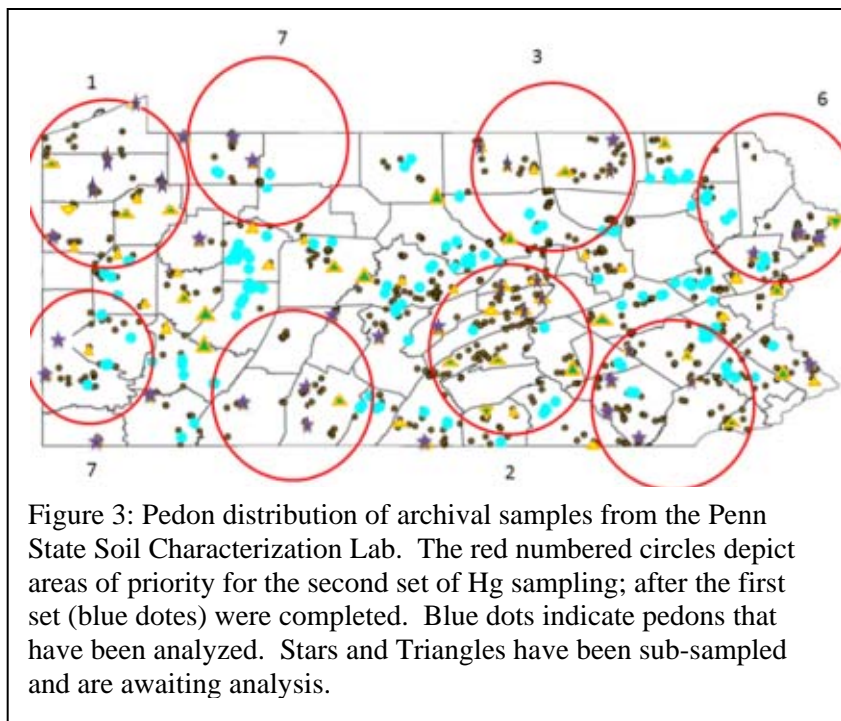 7
1
3
6
7
2
Figure 3: Pedon distribution of archival samples from the Penn
State Soil Characterization Lab. The red numbered circles depict
areas of priority for the second set of Hg sampling; after the first
set (blue dotes) were completed. Blue dots indicate pedons that
have been analyzed. Stars and Triangles have been sub-sampled
and are awaiting analysis.